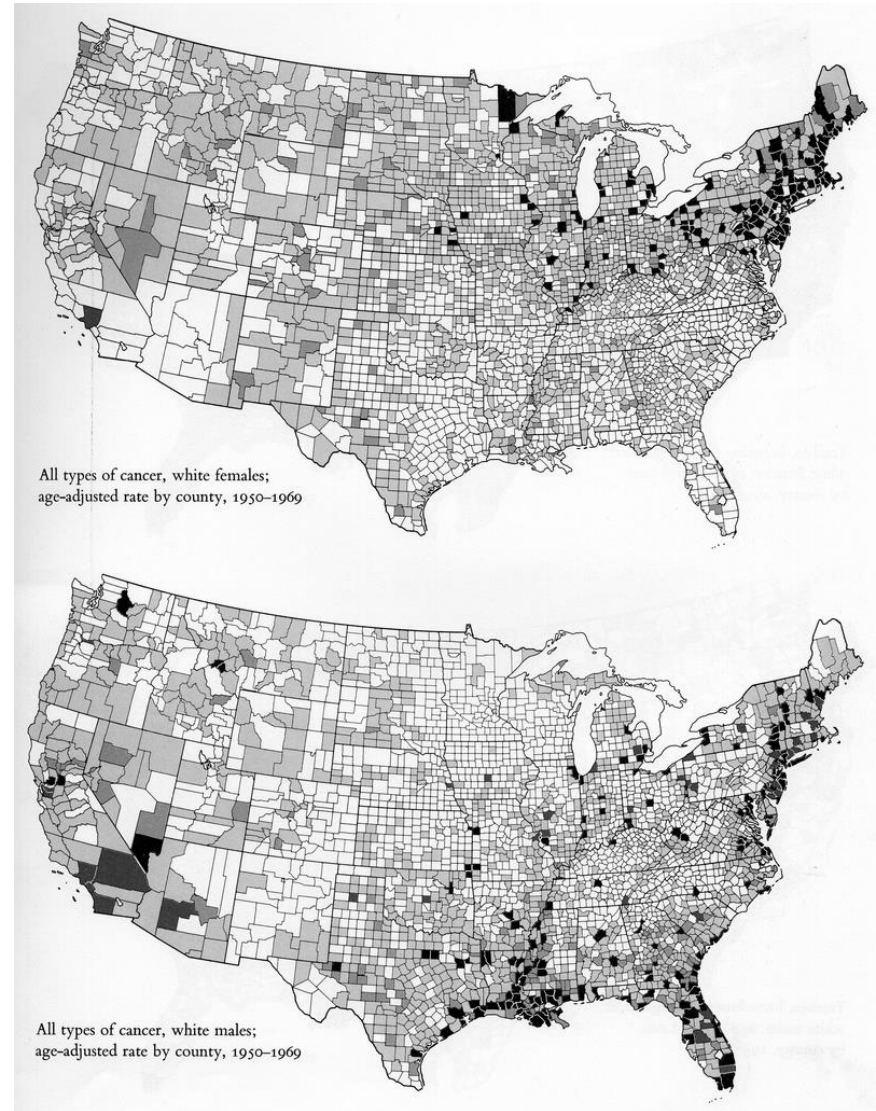 All types of cancer, white females;
age-adjusted rate by county, 1950–1969
All types of cancer, white males;
age-adjusted rate by county, 1950–1969